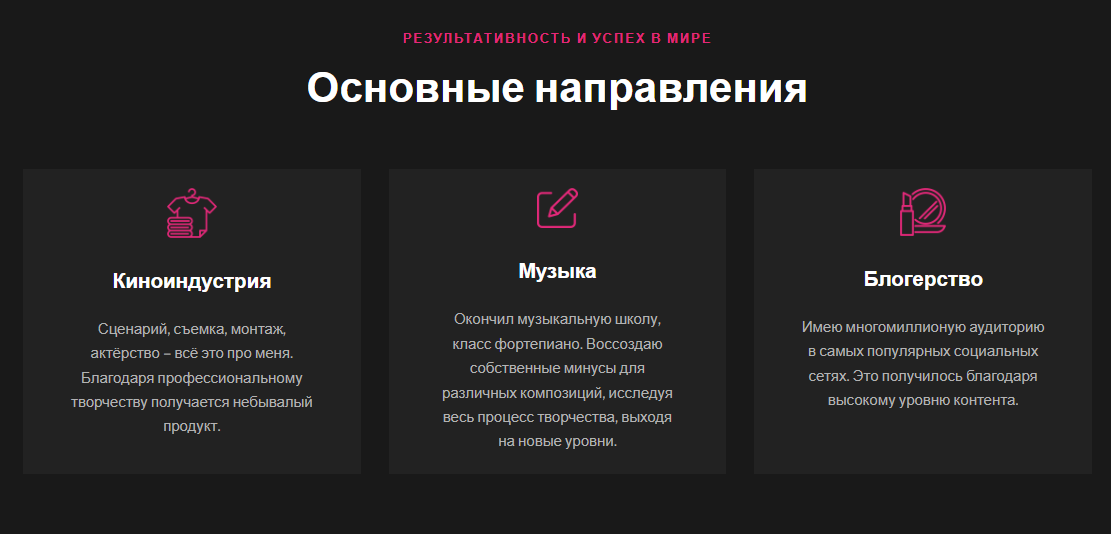 РЕЗУЛЬТАТИВНОСТЬ И УСПЕХ В МИРЕ
Основные направления
Киноиндустрия
Сценарий, съемка, монтаж,
актёрство – всё это про меня.
Благодаря профессиональному
творчеству получается небывалый
продукт.
Музыка
Окончил музыкальную школу,
класс фортепиано. Воссоздаю
собственные минусы для
различных композиций, исследуя
весь процесс творчества, выходя
на новые уровни.
Блогерство
Имею многомиллионую аудиторию
в самых популярных социальных
сетях. Это получилось благодаря
высокому уровню контента.